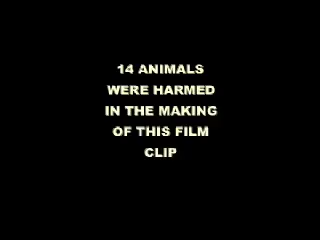 14 ANIMALS
WERE HARMED
IN THE MAKING
OF THIS FILM
CLIP